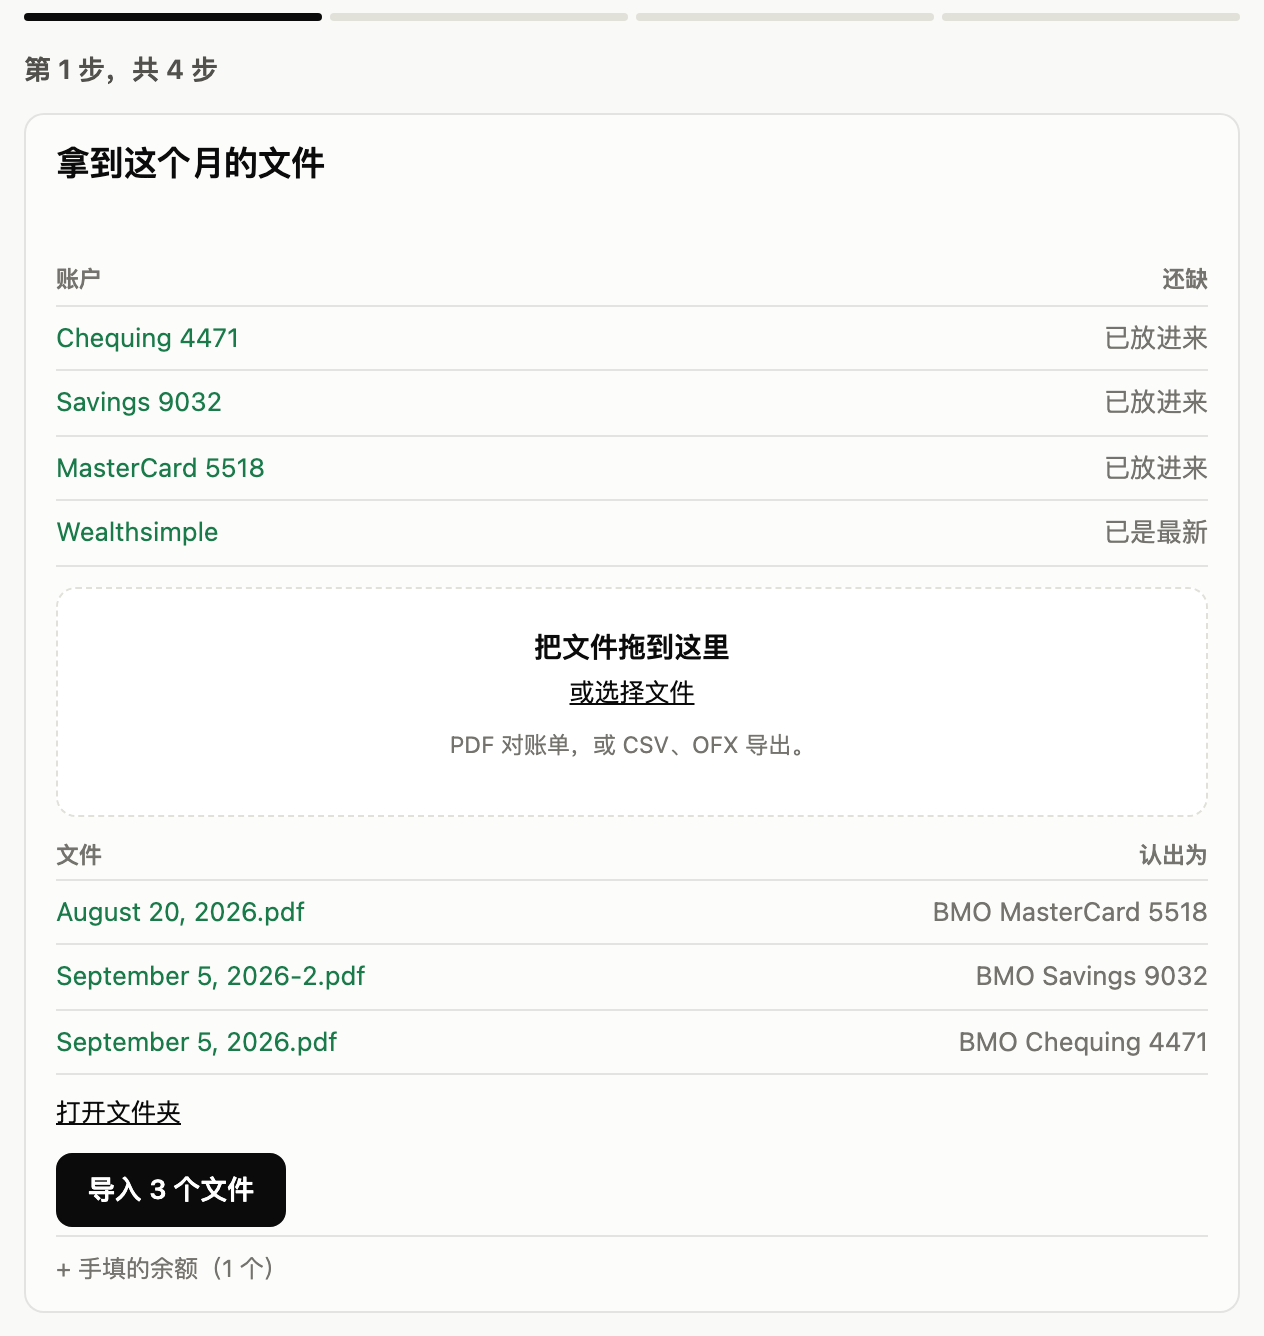 第 1 步，共 4 步
拿到这个月的文件
账户 还缺
Chequing 4471 已放进来
Savings 9032 已放进来
MasterCard 5518 已放进来
Wealthsimple 已是最新
把文件拖到这里
或选择文件
PDF 对账单，或 CSV、OFX 导出。
文件 认出为
August 20, 2026.pdf BMO MasterCard 5518
September 5, 2026-2.pdf BMO Savings 9032
September 5, 2026.pdf BMO Chequing 4471
打开文件夹
导入 3 个文件
+ 手填的余额（1 个）